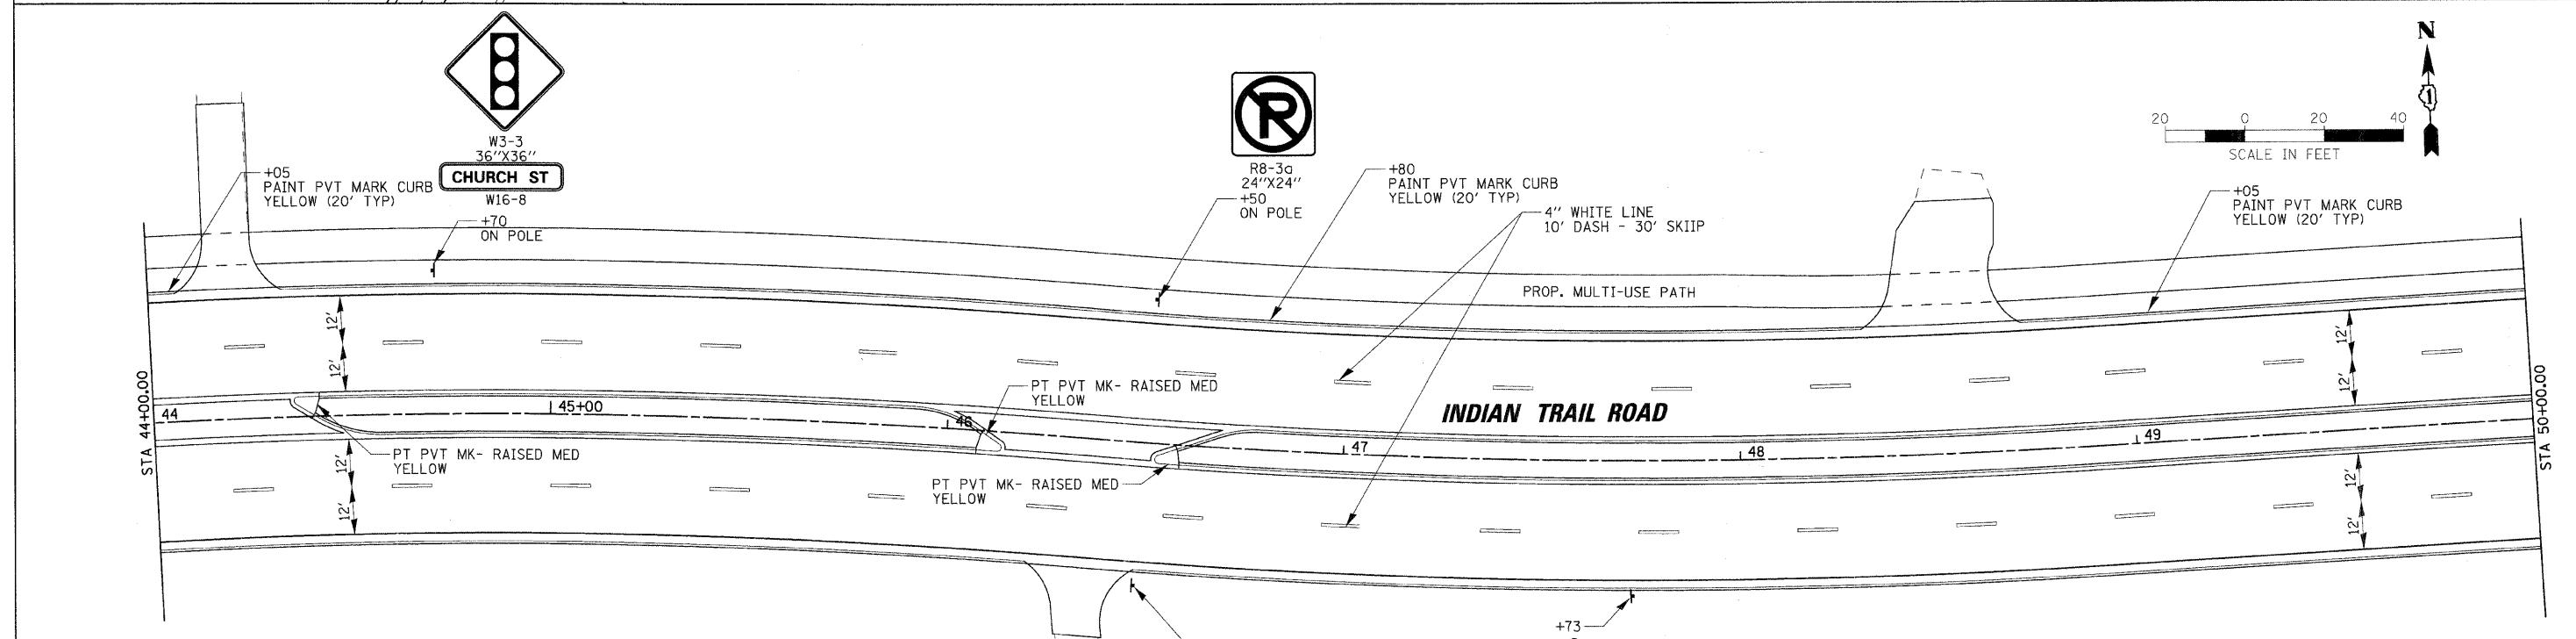 N
W3-3
36"X36"
CHURCH ST
W16-8
+70
ON POLE
+05
PAINT PVT MARK CURB
YELLOW (20' TYP)
R
R8-3a
24"X24"
+50
ON POLE
+80
PAINT PVT MARK CURB
YELLOW (20' TYP)
4" WHITE LINE
10' DASH - 30' SKIIP
20 0 20 40
SCALE IN FEET
1
+05
PAINT PVT MARK CURB
YELLOW (20' TYP)
PROP. MULTI-USE PATH
12'
12'
12'
12'
STA 44+00.00
44
45+00
46
PT PVT MK- RAISED MED
YELLOW
INDIAN TRAIL ROAD
47
48
49
STA 50+00.00
PT PVT MK- RAISED MED
YELLOW
PT PVT MK- RAISED MED
YELLOW
12'
12'
12'
12'
+73